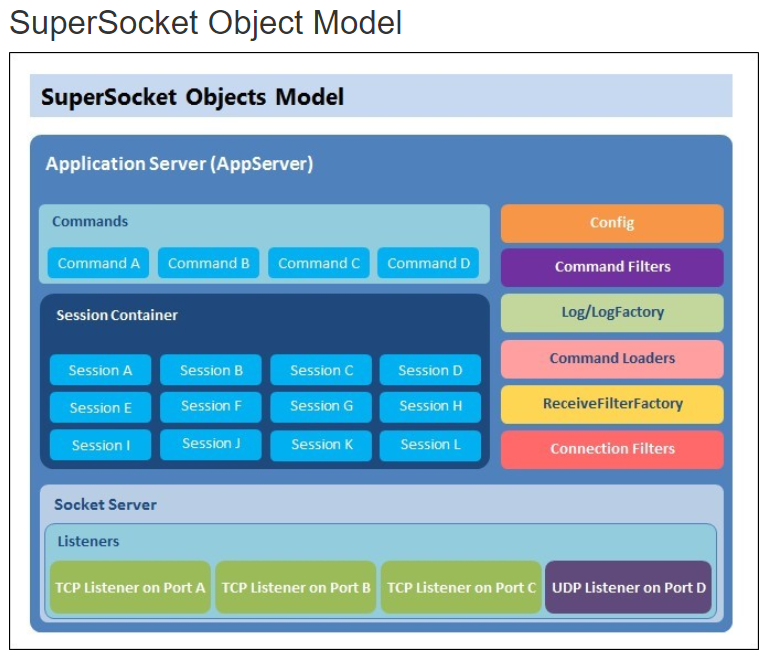 SuperSocket Object Model
SuperSocket Objects Model
Application Server (AppServer)
Commands
Command A
Command B
Command C
Command D
Session Container
Session A
Session B
Session C
Session D
Session E
Session F
Session G
Session H
Session I
Session J
Session K
Session L
Config
Command Filters
Log/LogFactory
Command Loaders
ReceiveFilterFactory
Connection Filters
Socket Server
Listeners
TCP Listener on Port A
TCP Listener on Port B
TCP Listener on Port C
UDP Listener on Port D